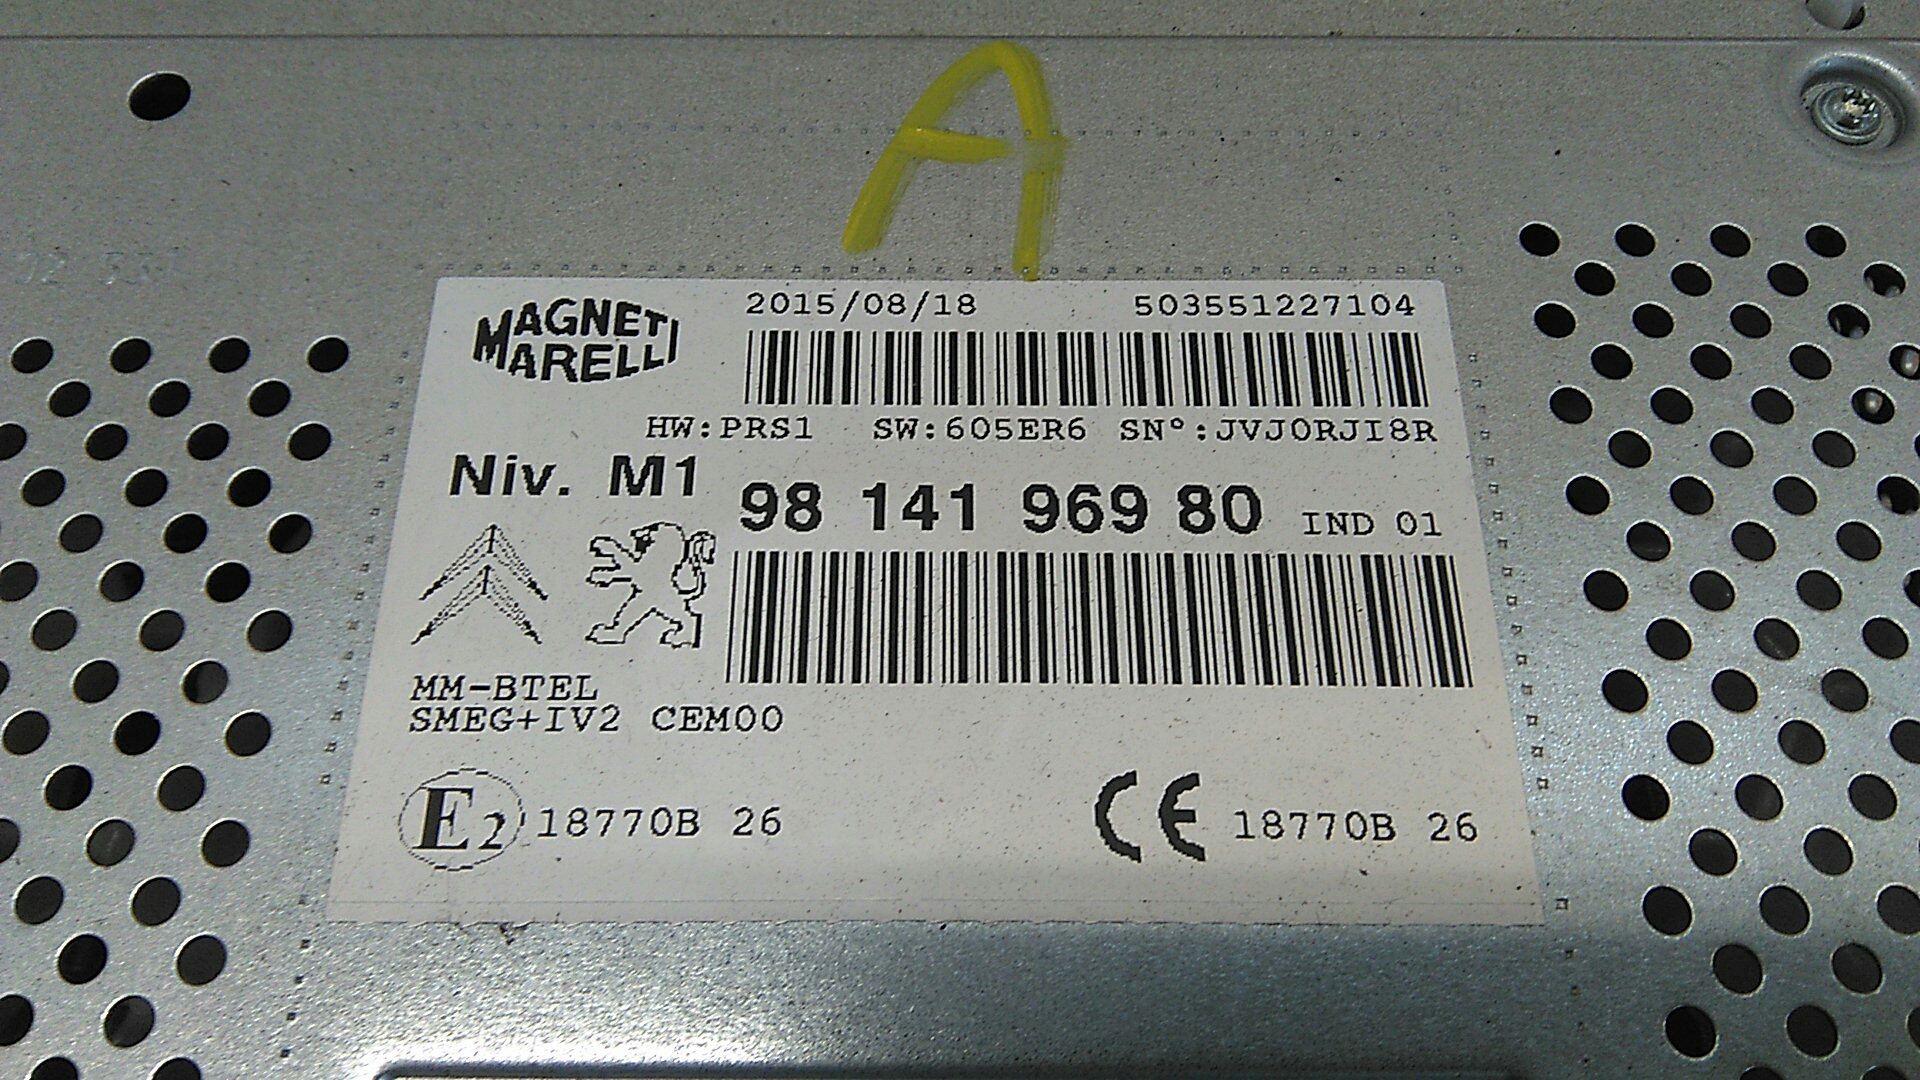 A
MAGNETI
MARELLI
2015/08/18 503551227104
HW:PRS1 SW:605ER6 SN°:JVJ0RJI8R
Niv. M1
98 141 969 80 IND 01
MM-BTEL
SMEG+IV2 CEM00
E2 18770B 26
CE 18770B 26